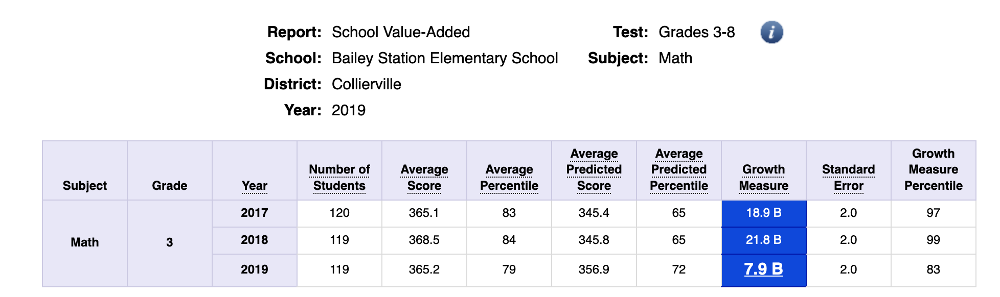 Report: School Value-Added Test: Grades 3-8 i
School: Bailey Station Elementary School Subject: Math
District: Collierville
Year: 2019
Subject Grade Year Number of Students Average Score Average Percentile Average Predicted Score Average Predicted Percentile Growth Measure Standard Error Growth Measure Percentile
Math 3 2017 120 365.1 83 345.4 65 18.9 B 2.0 97
2018 119 368.5 84 345.8 65 21.8 B 2.0 99
2019 119 365.2 79 356.9 72 7.9 B 2.0 83